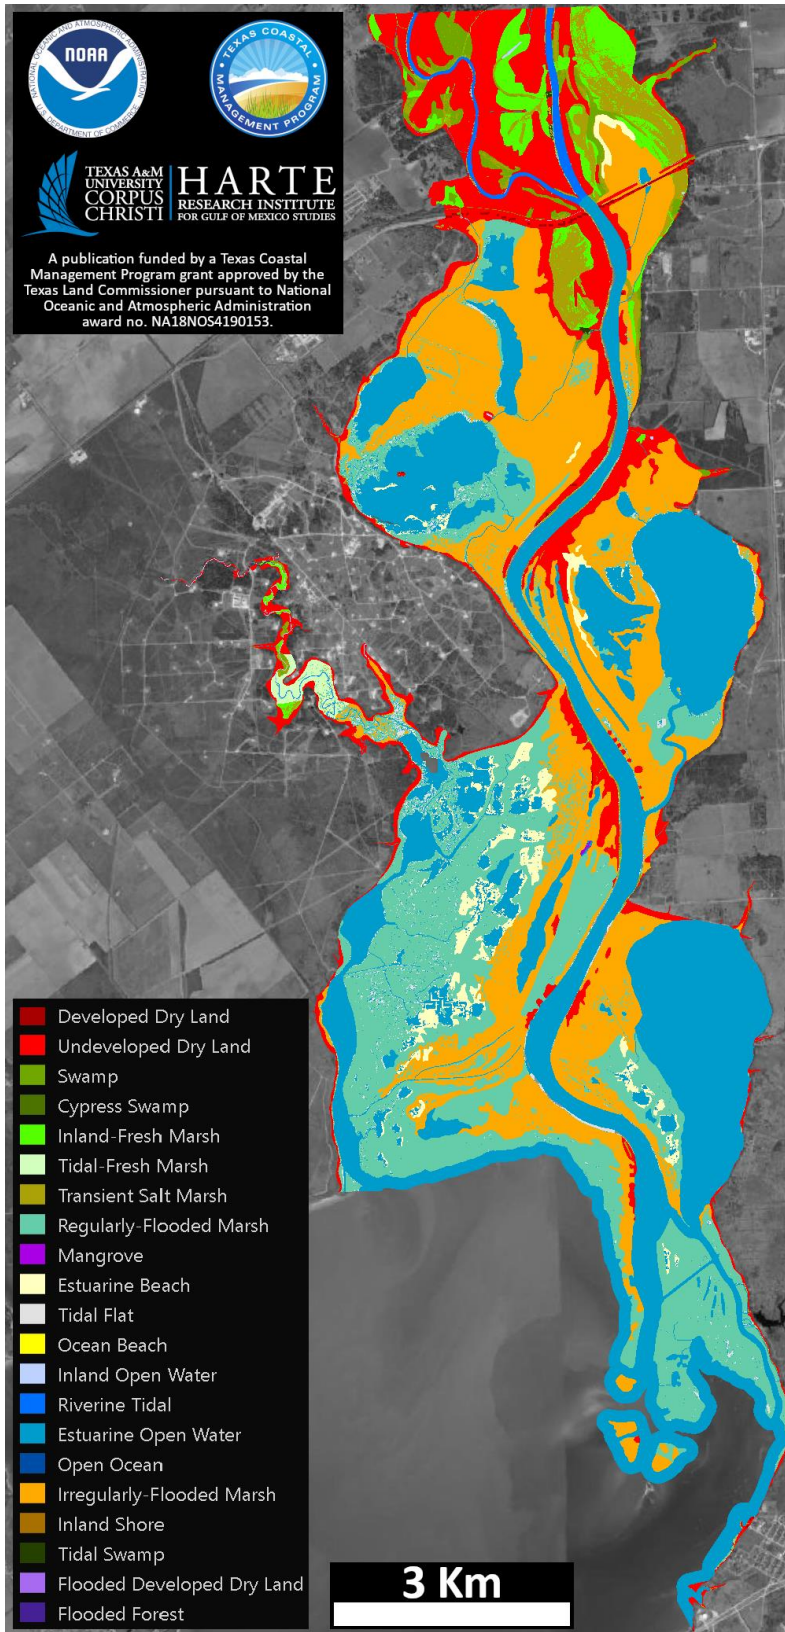 NATIONAL OCEANIC AND ATMOSPHERIC ADMINISTRATION
NOAA
U.S. DEPARTMENT OF COMMERCE
TEXAS COASTAL
MANAGEMENT PROGRAM
TEXAS A&M
UNIVERSITY
CORPUS
CHRISTI
HARTE
RESEARCH INSTITUTE
FOR GULF OF MEXICO STUDIES
A publication funded by a Texas Coastal
Management Program grant approved by the
Texas Land Commissioner pursuant to National
Oceanic and Atmospheric Administration
award no. NA18NOS4190153.
Developed Dry Land
Undeveloped Dry Land
Swamp
Cypress Swamp
Inland-Fresh Marsh
Tidal-Fresh Marsh
Transient Salt Marsh
Regularly-Flooded Marsh
Mangrove
Estuarine Beach
Tidal Flat
Ocean Beach
Inland Open Water
Riverine Tidal
Estuarine Open Water
Open Ocean
Irregularly-Flooded Marsh
Inland Shore
Tidal Swamp
Flooded Developed Dry Land
Flooded Forest
3 Km